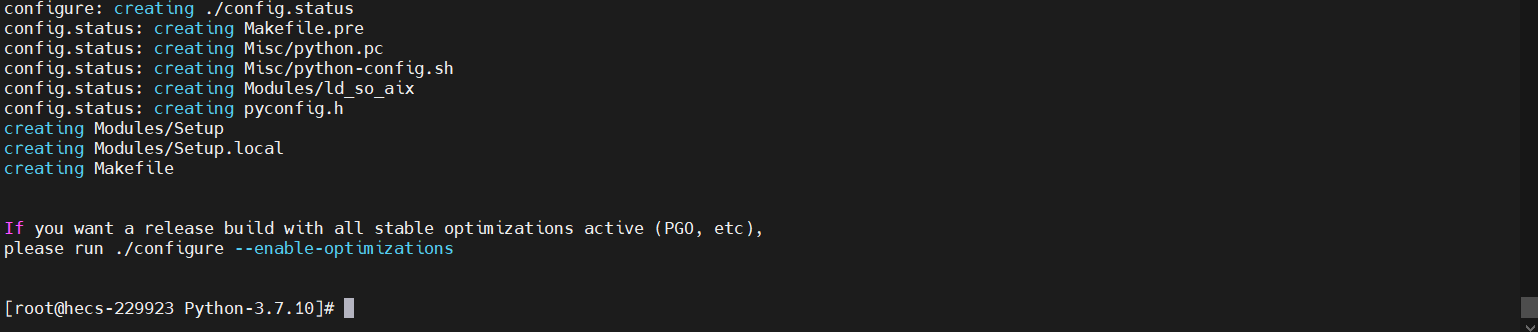 configure: creating ./config.status
config.status: creating Makefile.pre
config.status: creating Misc/python.pc
config.status: creating Misc/python-config.sh
config.status: creating Modules/ld_so_aix
config.status: creating pyconfig.h
creating Modules/Setup
creating Modules/Setup.local
creating Makefile
If you want a release build with all stable optimizations active (PGO, etc),
please run ./configure --enable-optimizations
[root@hecs-229923 Python-3.7.10]#